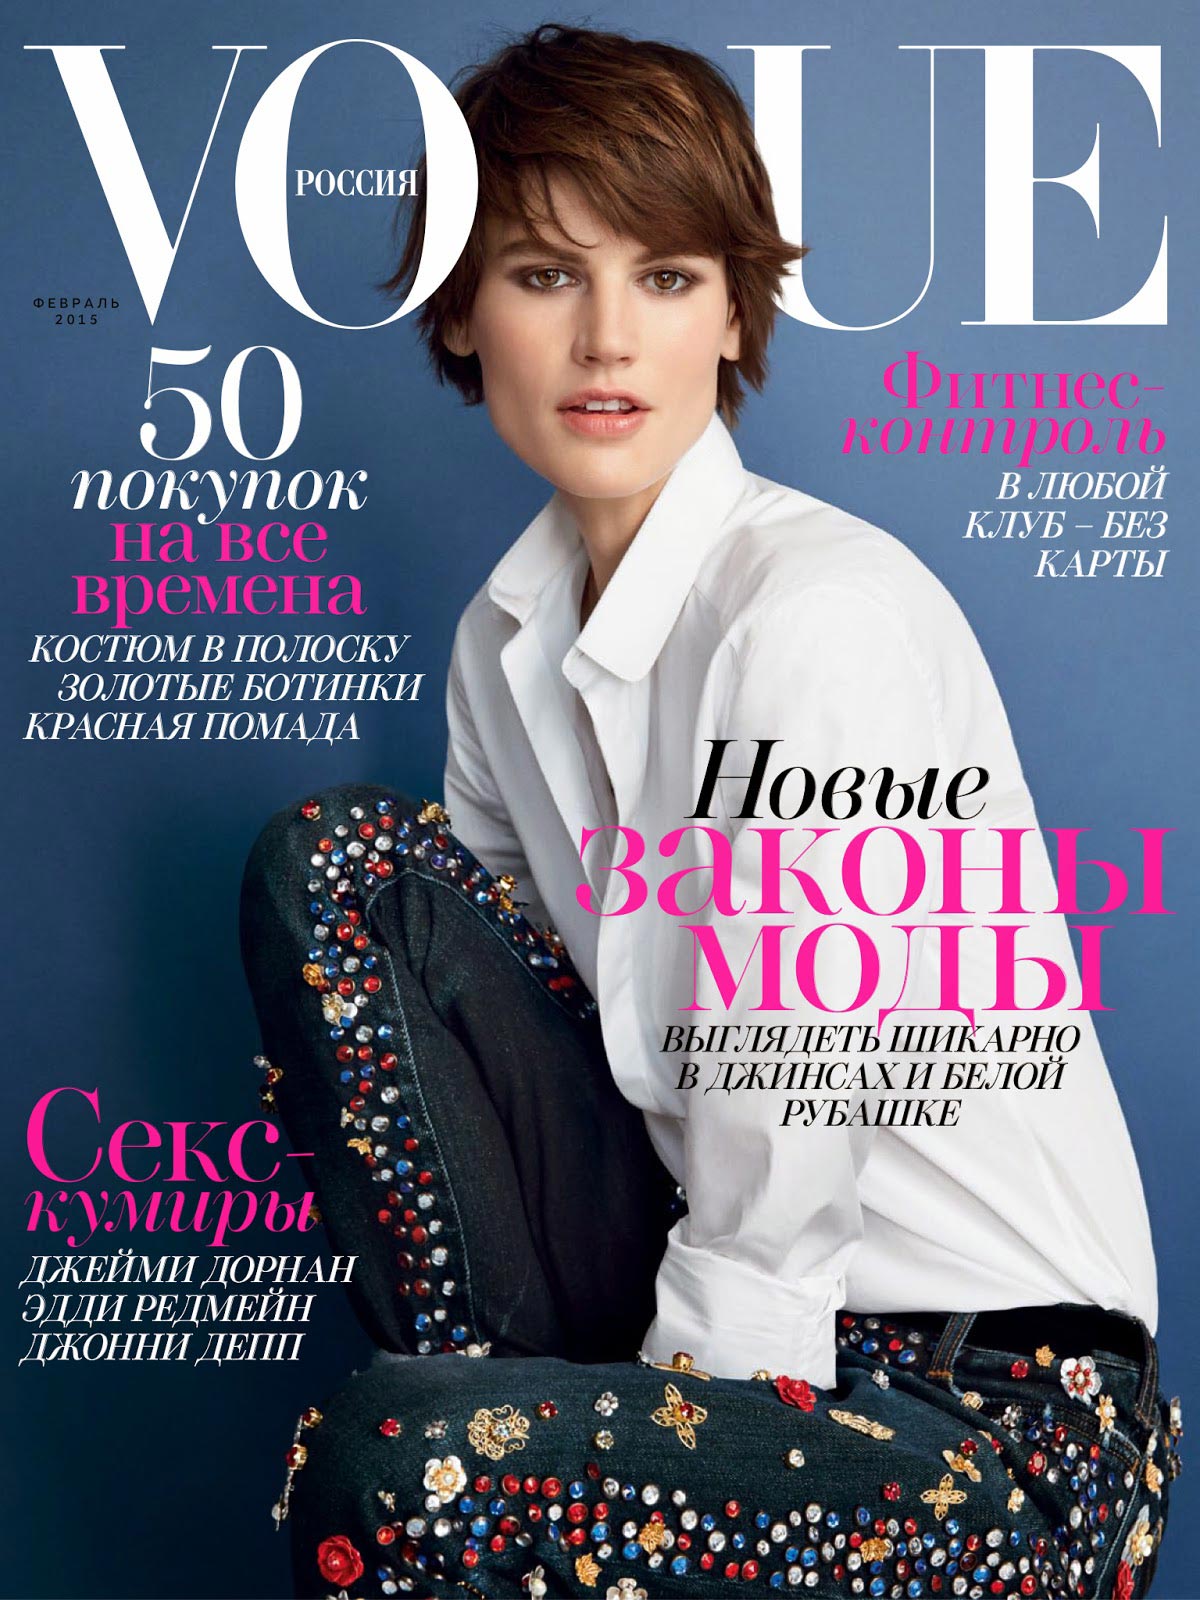 VOGUE
РОССИЯ
ФЕВРАЛЬ
2015
50
покупок
на все
времена
КОСТЮМ В ПОЛОСКУ
ЗОЛОТЫЕ БОТИНКИ
КРАСНАЯ ПОМАДА
Фитнес-
контроль
В ЛЮБОЙ
КЛУБ – БЕЗ
КАРТЫ
Новые
законы
моды
ВЫГЛЯДЕТЬ ШИКАРНО
В ДЖИНСАХ И БЕЛОЙ
РУБАШКЕ
Секс-
кумиры
ДЖЕЙМИ ДОРНАН
ЭДДИ РЕДМЕЙН
ДЖОННИ ДЕПП